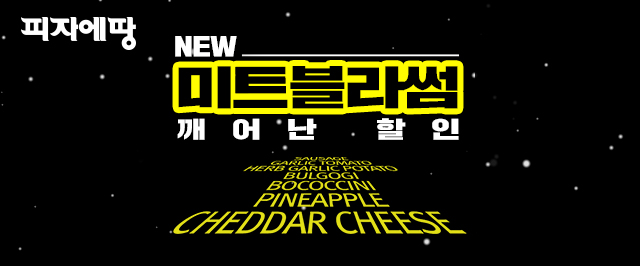 피자에땅
NEW
미트블라썸
깨어난 할인
SAUSAGE
GARLIC TOMATO
HERB GARLIC POTATO
BULGOGI
BOCOCCINI
PINEAPPLE
CHEDDAR CHEESE